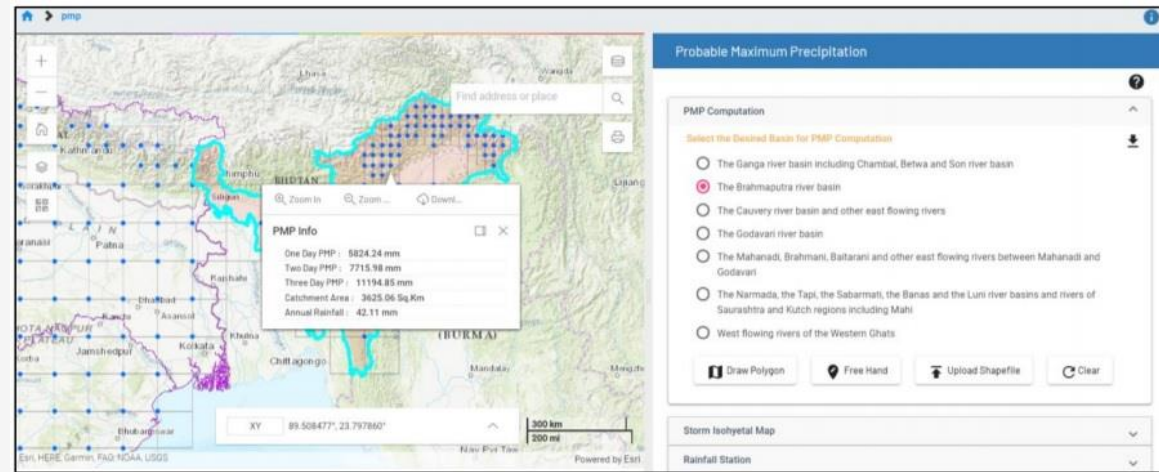 pmp
Find address or place
Lhasa
Wangda
Kathmandu
Thimphu
BHUTAN
Siliguri
Lijiang
Zoom In
Zoom ...
Downl...
PMP Info
One Day PMP : 5824.24 mm
Two Day PMP : 7715.98 mm
Three Day PMP : 11194.85 mm
Catchment Area : 3625.06 Sq.Km
Annual Rainfall : 42.11 mm
Patna
Rajshahi
Dhanbad
Asansol
Jamshedpur
Kolkata
Khulna
(BURMA)
Chittagong
Mandalay
Bhubaneswar
XY
89.508477°, 23.797860°
300 km
200 mi
Nay Pyi Taw
Esri, HERE, Garmin, FAO, NOAA, USGS
Powered by Esri
Probable Maximum Precipitation
PMP Computation
Select the Desired Basin for PMP Computation
The Ganga river basin including Chambal, Betwa and Son river basin
The Brahmaputra river basin
The Cauvery river basin and other east flowing rivers
The Godavari river basin
The Mahanadi, Brahmani, Baitarani and other east flowing rivers between Mahanadi and
Godavari
The Narmada, the Tapi, the Sabarmati, the Banas and the Luni river basins and rivers of
Saurashtra and Kutch regions including Mahi
West flowing rivers of the Western Ghats
Draw Polygon
Free Hand
Upload Shapefile
Clear
Storm Isohyetal Map
Rainfall Station